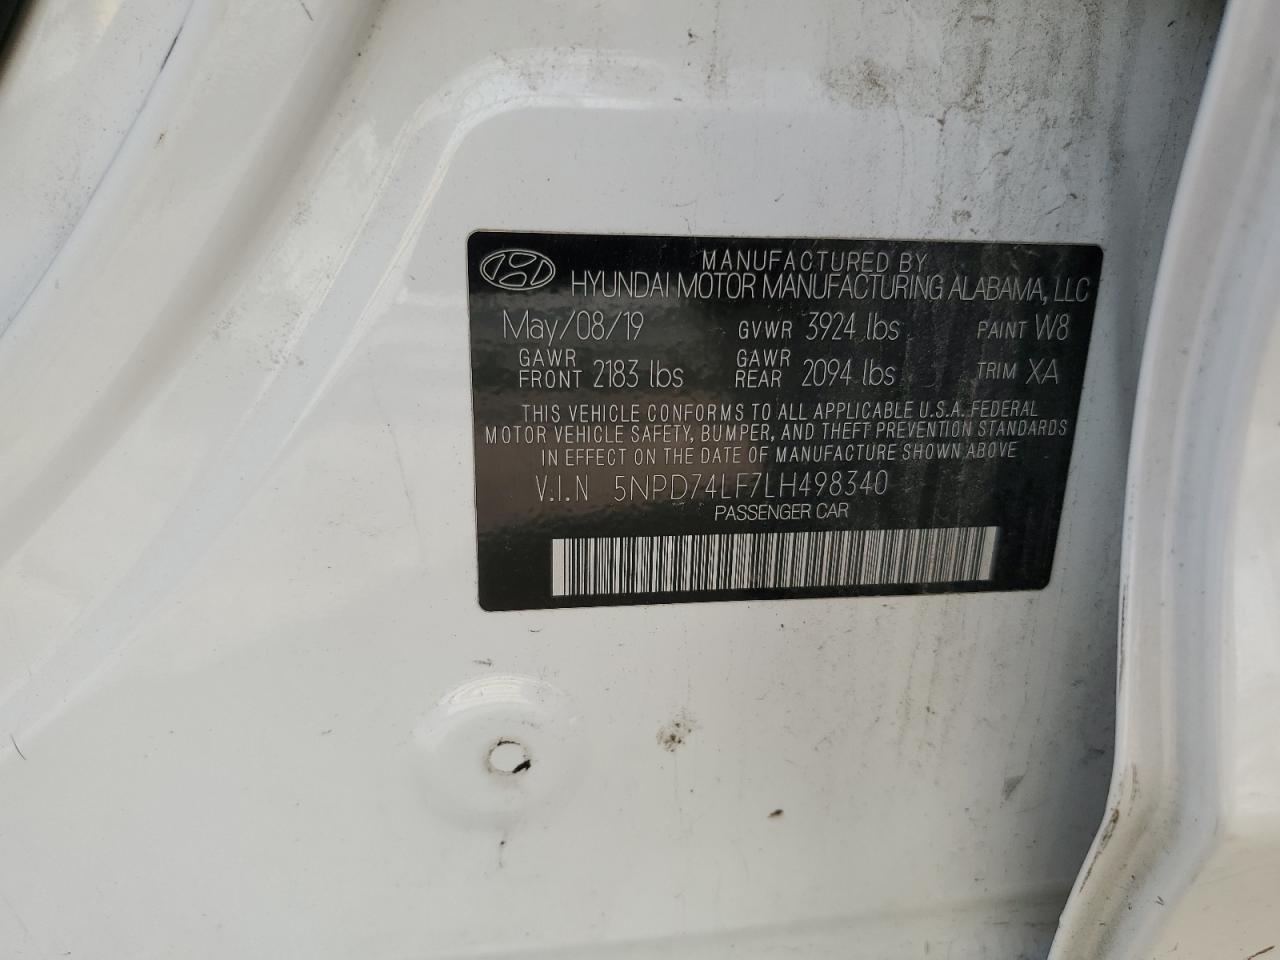 MANUFACTURED BY
HYUNDAI MOTOR MANUFACTURING ALABAMA, LLC
May/08/19 GVWR 3924 lbs PAINT W8
GAWR FRONT 2183 lbs GAWR REAR 2094 lbs TRIM XA
THIS VEHICLE CONFORMS TO ALL APPLICABLE U.S.A. FEDERAL
MOTOR VEHICLE SAFETY, BUMPER, AND THEFT PREVENTION STANDARDS
IN EFFECT ON THE DATE OF MANUFACTURE SHOWN ABOVE
V.I.N 5NPD74LF7LH498340
PASSENGER CAR